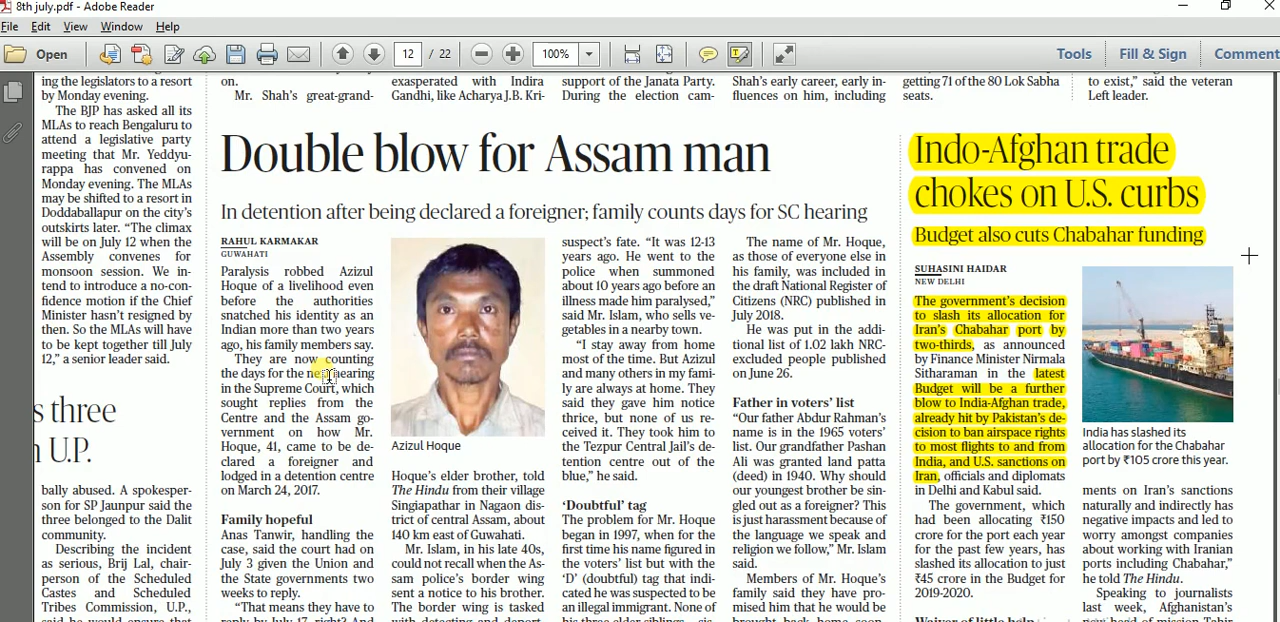 8th july.pdf - Adobe Reader
File Edit View Window Help
Open 12 / 22 100% Tools Fill & Sign Comment
ing the legislators to a resort
by Monday evening.
The BJP has asked all its
MLAs to reach Bengaluru to
attend a legislative party
meeting that Mr. Yeddyu-
rappa has convened on
Monday evening. The MLAs
may be shifted to a resort in
Doddaballapur on the city's
outskirts later. “The climax
will be on July 12 when the
Assembly convenes for
monsoon session. We in-
tend to introduce a no-con-
fidence motion if the Chief
Minister hasn't resigned by
then. So the MLAs will have
to be kept together till July
12,” a senior leader said.
s three
n U.P.
bally abused. A spokesper-
son for SP Jaunpur said the
three belonged to the Dalit
community.
Describing the incident
as serious, Brij Lal, chair-
person of the Scheduled
Castes and Scheduled
Tribes Commission, U.P.,
said he would ensure that
on.
Mr. Shah's great-grand-
exasperated with Indira
Gandhi, like Acharya J.B. Kri-
support of the Janata Party.
During the election cam-
Shah's early career, early in-
fluences on him, including
getting 71 of the 80 Lok Sabha
seats.
to exist,” said the veteran
Left leader.
Double blow for Assam man
In detention after being declared a foreigner; family counts days for SC hearing
RAHUL KARMAKAR
GUWAHATI
Paralysis robbed Azizul
Hoque of a livelihood even
before the authorities
snatched his identity as an
Indian more than two years
ago, his family members say.
They are now counting
the days for the next hearing
in the Supreme Court, which
sought replies from the
Centre and the Assam go-
vernment on how Mr.
Hoque, 41, came to be de-
clared a foreigner and
lodged in a detention centre
on March 24, 2017.
Family hopeful
Anas Tanwir, handling the
case, said the court had on
July 3 given the Union and
the State governments two
weeks to reply.
“That means they have to
reply by July 17, right? And
Azizul Hoque
Hoque's elder brother, told
The Hindu from their village
Singiapathar in Nagaon dis-
trict of central Assam, about
140 km east of Guwahati.
Mr. Islam, in his late 40s,
could not recall when the As-
sam police's border wing
sent a notice to his brother.
The border wing is tasked
with detecting and deport-
suspect's fate. “It was 12-13
years ago. He went to the
police when summoned
about 10 years ago before an
illness made him paralysed,”
said Mr. Islam, who sells ve-
getables in a nearby town.
“I stay away from home
most of the time. But Azizul
and many others in my fami-
ly are always at home. They
said they gave him notice
thrice, but none of us re-
ceived it. They took him to
the Tezpur Central Jail's de-
tention centre out of the
blue,” he said.
‘Doubtful’ tag
The problem for Mr. Hoque
began in 1997, when for the
first time his name figured in
the voters' list but with the
‘D’ (doubtful) tag that indi-
cated he was suspected to be
an illegal immigrant. None of
his three older siblings
The name of Mr. Hoque,
as those of everyone else in
his family, was included in
the draft National Register of
Citizens (NRC) published in
July 2018.
He was put in the addi-
tional list of 1.02 lakh NRC-
excluded people published
on June 26.
Father in voters' list
“Our father Abdur Rahman's
name is in the 1965 voters'
list. Our grandfather Pashan
Ali was granted land patta
(deed) in 1940. Why should
our youngest brother be sin-
gled out as a foreigner? This
is just harassment because of
the language we speak and
religion we follow,” Mr. Islam
said.
Members of Mr. Hoque's
family said they have pro-
mised him that he would be
brought back home soon
Indo-Afghan trade
chokes on U.S. curbs
Budget also cuts Chabahar funding
SUHASINI HAIDAR
NEW DELHI
The government's decision
to slash its allocation for
Iran's Chabahar port by
two-thirds, as announced
by Finance Minister Nirmala
Sitharaman in the latest
Budget will be a further
blow to India-Afghan trade,
already hit by Pakistan's de-
cision to ban airspace rights
to most flights to and from
India, and U.S. sanctions on
Iran, officials and diplomats
in Delhi and Kabul said.
The government, which
had been allocating ₹150
crore for the port each year
for the past few years, has
slashed its allocation to just
₹45 crore in the Budget for
2019-2020.
Waiver of little help
India has slashed its
allocation for the Chabahar
port by ₹105 crore this year.
ments on Iran's sanctions
naturally and indirectly has
negative impacts and led to
worry amongst companies
about working with Iranian
ports including Chabahar,”
he told The Hindu.
Speaking to journalists
last week, Afghanistan's
new head of mission Tahir